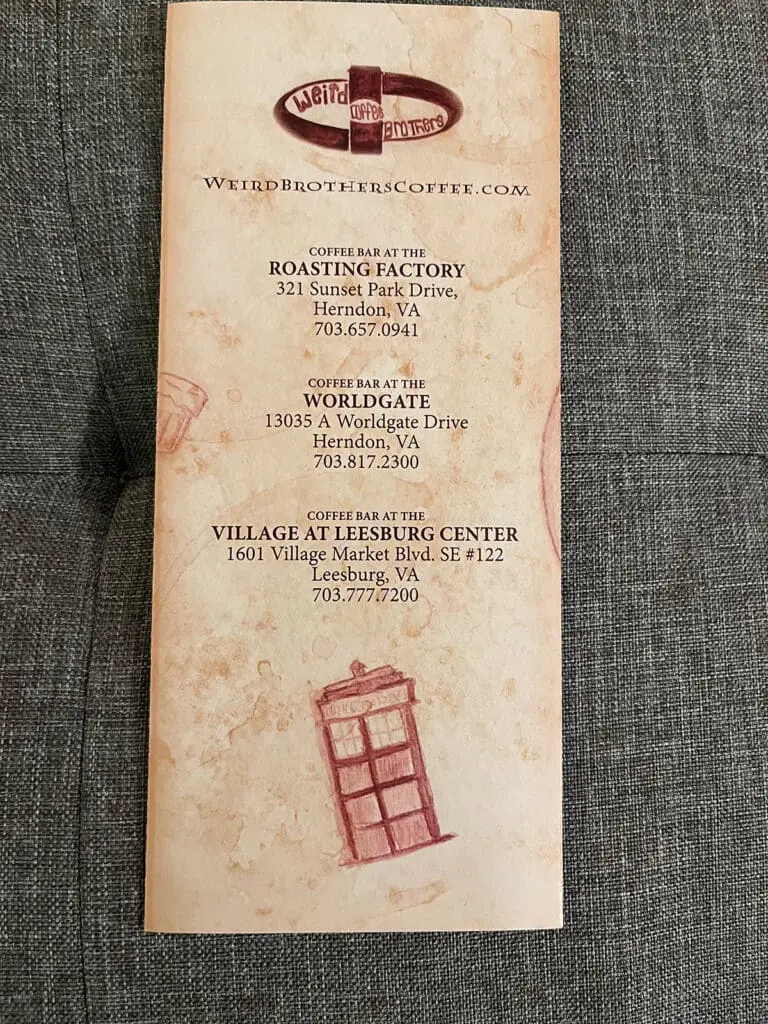 Weird
Coffee
Brothers
WEIRDBROTHERSCOFFEE.COM
COFFEE BAR AT THE
ROASTING FACTORY
321 Sunset Park Drive,
Herndon, VA
703.657.0941
COFFEE BAR AT THE
WORLDGATE
13035 A Worldgate Drive
Herndon, VA
703.817.2300
COFFEE BAR AT THE
VILLAGE AT LEESBURG CENTER
1601 Village Market Blvd. SE #122
Leesburg, VA
703.777.7200